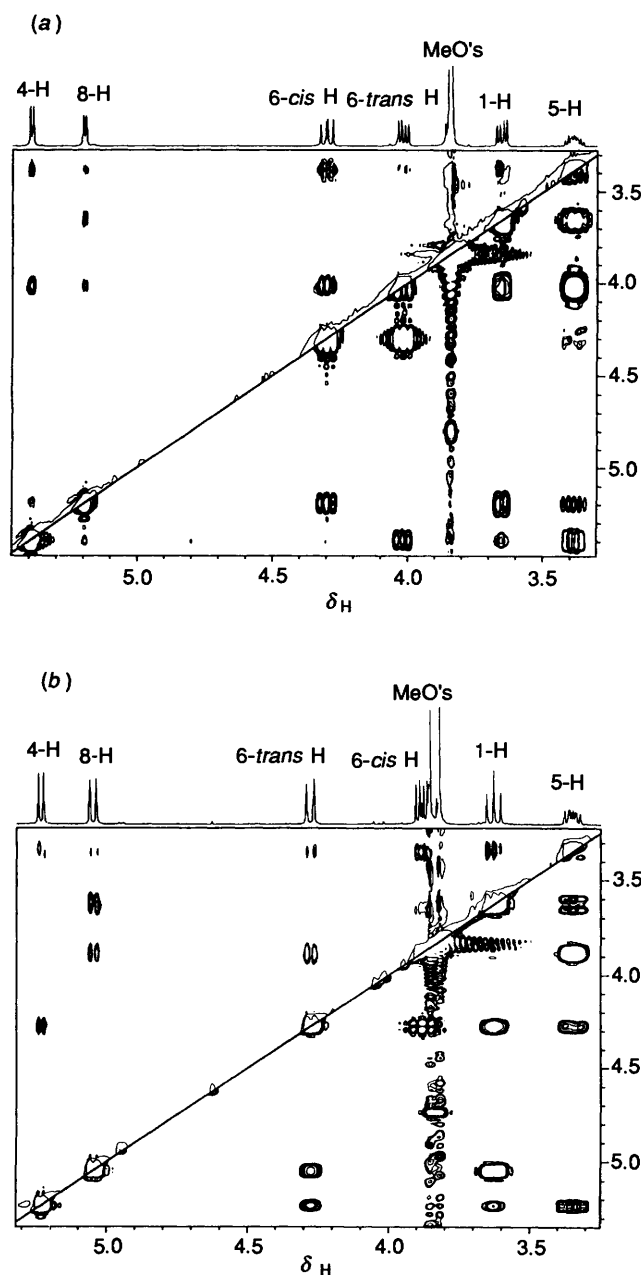 (a)
MeO's
4-H 8-H 6-cis H 6-trans H 1-H 5-H
3.5
4.0
4.5
5.0
5.0 4.5 4.0 3.5
δH
(b)
MeO's
4-H 8-H 6-trans H 6-cis H 1-H 5-H
3.5
4.0
4.5
5.0
5.0 4.5 4.0 3.5
δH